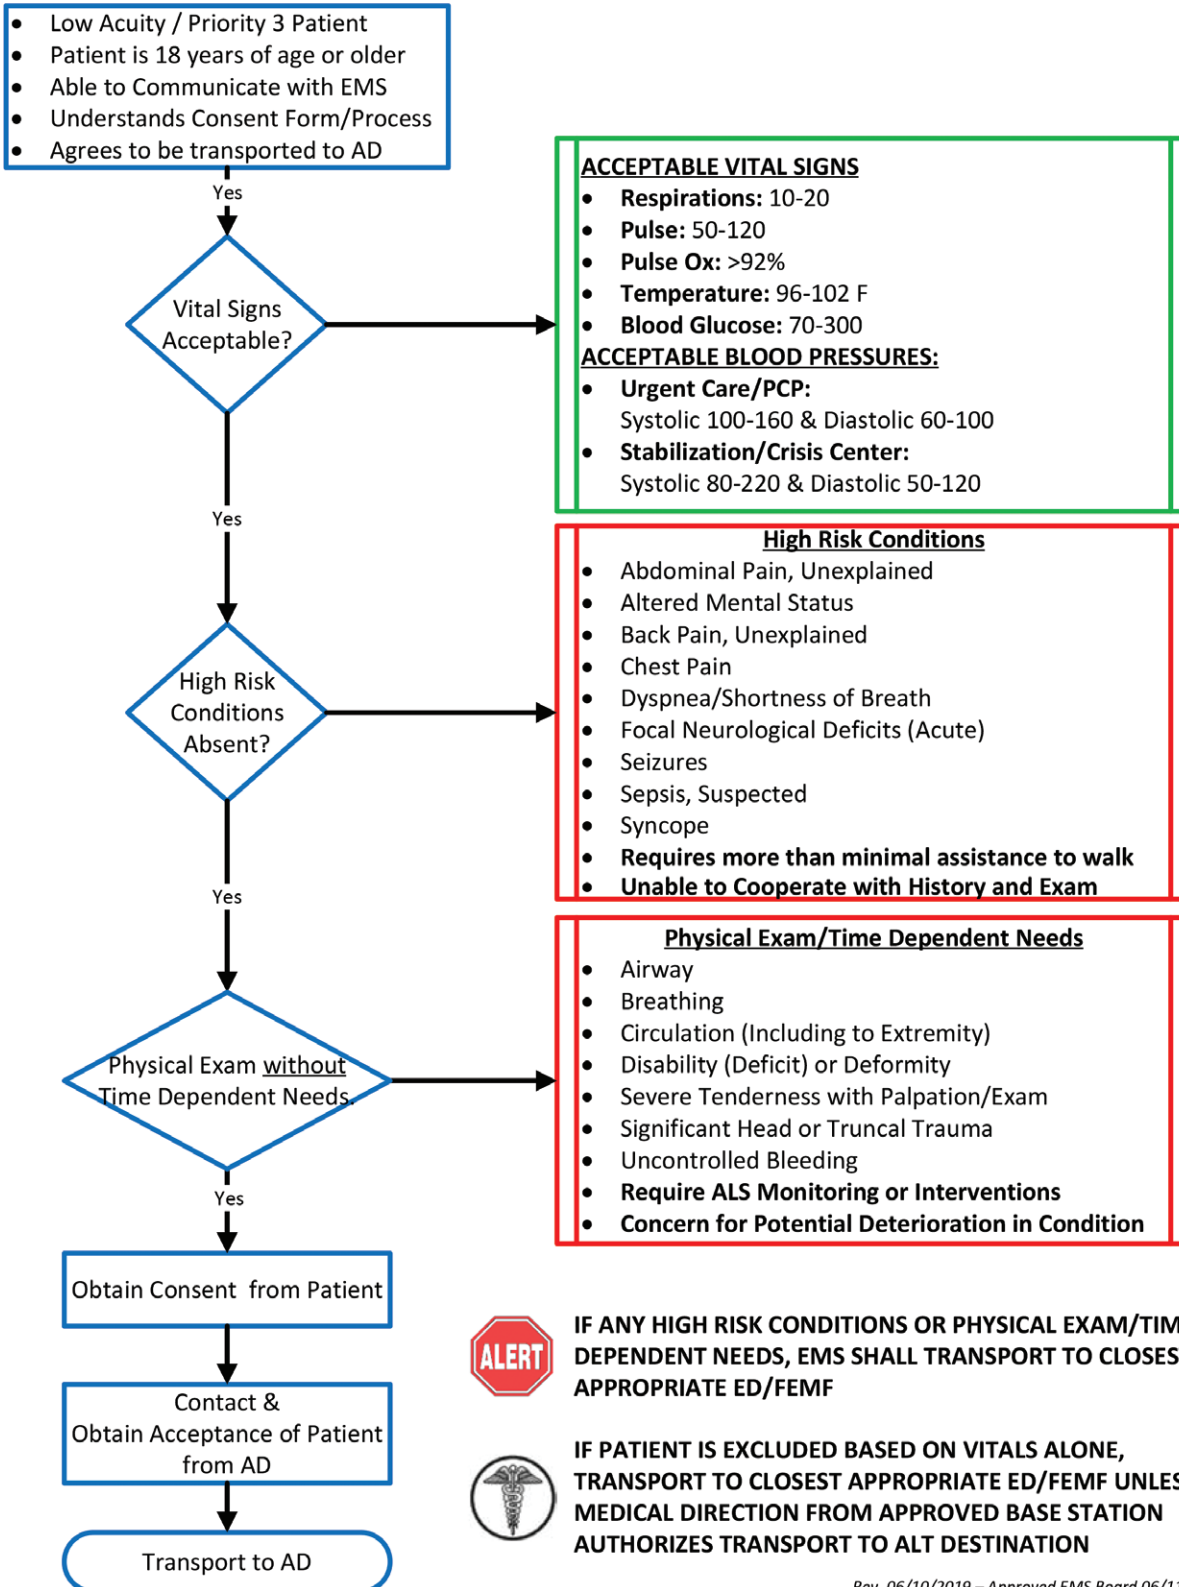 • Low Acuity / Priority 3 Patient
• Patient is 18 years of age or older
• Able to Communicate with EMS
• Understands Consent Form/Process
• Agrees to be transported to AD
Yes
Vital Signs
Acceptable?
ACCEPTABLE VITAL SIGNS
• Respirations: 10-20
• Pulse: 50-120
• Pulse Ox: >92%
• Temperature: 96-102 F
• Blood Glucose: 70-300
ACCEPTABLE BLOOD PRESSURES:
• Urgent Care/PCP:
Systolic 100-160 & Diastolic 60-100
• Stabilization/Crisis Center:
Systolic 80-220 & Diastolic 50-120
Yes
High Risk
Conditions
Absent?
High Risk Conditions
• Abdominal Pain, Unexplained
• Altered Mental Status
• Back Pain, Unexplained
• Chest Pain
• Dyspnea/Shortness of Breath
• Focal Neurological Deficits (Acute)
• Seizures
• Sepsis, Suspected
• Syncope
• Requires more than minimal assistance to walk
• Unable to Cooperate with History and Exam
Yes
Physical Exam without
Time Dependent Needs.
Physical Exam/Time Dependent Needs
• Airway
• Breathing
• Circulation (Including to Extremity)
• Disability (Deficit) or Deformity
• Severe Tenderness with Palpation/Exam
• Significant Head or Truncal Trauma
• Uncontrolled Bleeding
• Require ALS Monitoring or Interventions
• Concern for Potential Deterioration in Condition
Yes
Obtain Consent from Patient
Contact &
Obtain Acceptance of Patient
from AD
Transport to AD
ALERT
IF ANY HIGH RISK CONDITIONS OR PHYSICAL EXAM/TIM
DEPENDENT NEEDS, EMS SHALL TRANSPORT TO CLOSES
APPROPRIATE ED/FEMF
IF PATIENT IS EXCLUDED BASED ON VITALS ALONE,
TRANSPORT TO CLOSEST APPROPRIATE ED/FEMF UNLES
MEDICAL DIRECTION FROM APPROVED BASE STATION
AUTHORIZES TRANSPORT TO ALT DESTINATION
Rev. 06/10/2019 – Approved EMS Board